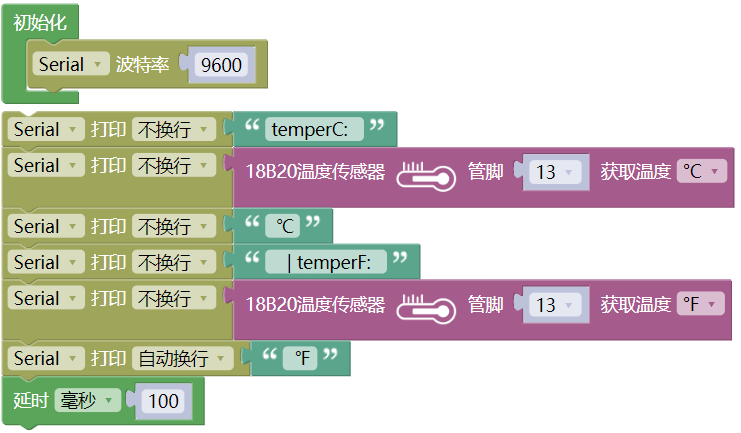 初始化
Serial 波特率 9600
Serial 打印 不换行 “ temperC: ”
Serial 打印 不换行 18B20温度传感器 管脚 13 获取温度 ℃
Serial 打印 不换行 “ ℃ ”
Serial 打印 不换行 “ | temperF: ”
Serial 打印 不换行 18B20温度传感器 管脚 13 获取温度 ℉
Serial 打印 自动换行 “ ℉ ”
延时 毫秒 100